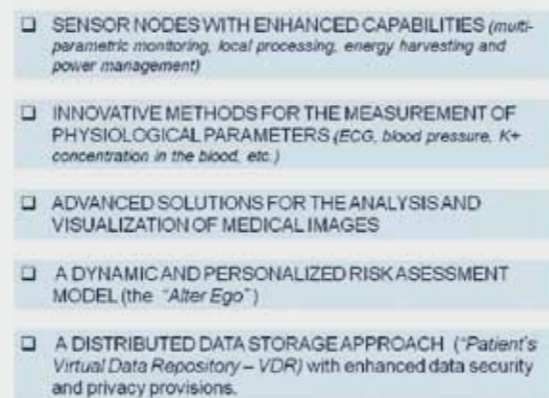 ❑ SENSOR NODES WITH ENHANCED CAPABILITIES (multi-
parametric monitoring, local processing, energy harvesting and
power management)
❑ INNOVATIVE METHODS FOR THE MEASUREMENT OF
PHYSIOLOGICAL PARAMETERS (ECG, blood pressure, K+
concentration in the blood, etc.)
❑ ADVANCED SOLUTIONS FOR THE ANALYSIS AND
VISUALIZATION OF MEDICAL IMAGES
❑ A DYNAMIC AND PERSONALIZED RISK ASESSMENT
MODEL (the "Alter Ego")
❑ A DISTRIBUTED DATA STORAGE APPROACH ("Patient's
Virtual Data Repository – VDR) with enhanced data security
and privacy provisions.